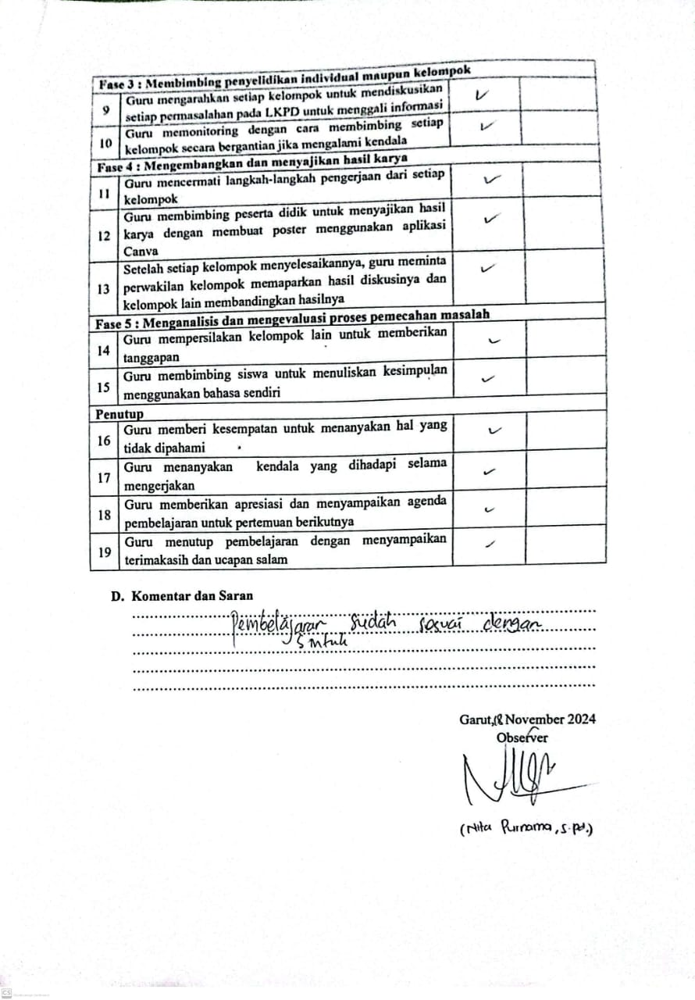 Fase 3 : Membimbing penyelidikan individual maupun kelompok
9 Guru mengarahkan setiap kelompok untuk mendiskusikan
setiap permasalahan pada LKPD untuk menggali informasi
✓
10 Guru memonitoring dengan cara membimbing setiap
kelompok secara bergantian jika mengalami kendala
✓
Fase 4 : Mengembangkan dan menyajikan hasil karya
11 Guru mencermati langkah-langkah pengerjaan dari setiap
kelompok
✓
12 Guru membimbing peserta didik untuk menyajikan hasil
karya dengan membuat poster menggunakan aplikasi
Canva
✓
13 Setelah setiap kelompok menyelesaikannya, guru meminta
perwakilan kelompok memaparkan hasil diskusinya dan
kelompok lain membandingkan hasilnya
✓
Fase 5 : Menganalisis dan mengevaluasi proses pemecahan masalah
14 Guru mempersilakan kelompok lain untuk memberikan
tanggapan
✓
15 Guru membimbing siswa untuk menuliskan kesimpulan
menggunakan bahasa sendiri
✓
Penutup
16 Guru memberi kesempatan untuk menanyakan hal yang
tidak dipahami
✓
17 Guru menanyakan kendala yang dihadapi selama
mengerjakan
✓
18 Guru memberikan apresiasi dan menyampaikan agenda
pembelajaran untuk pertemuan berikutnya
✓
19 Guru menutup pembelajaran dengan menyampaikan
terimakasih dan ucapan salam
✓
D. Komentar dan Saran
Pembelajaran sudah sesuai dengan
Garut, 18 November 2024
Observer
(Nita Purnama, S.Pd.)
CS